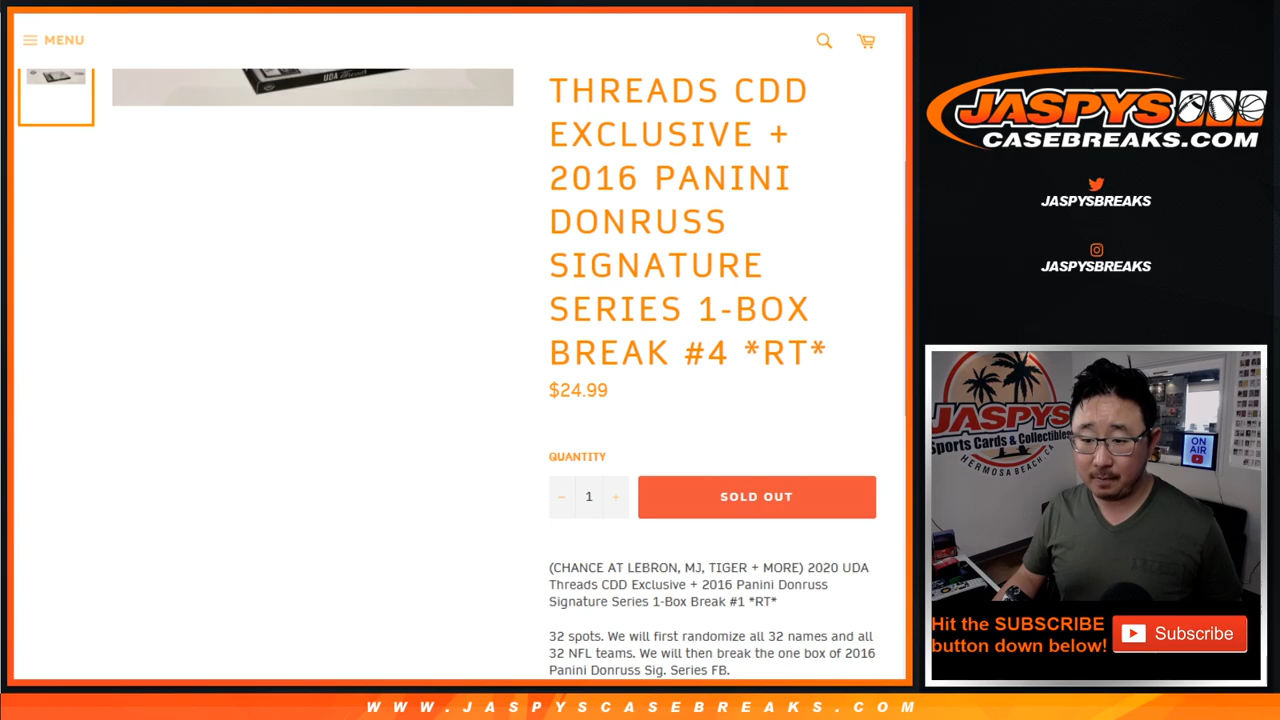 MENU
UDA Threads
THREADS CDD
EXCLUSIVE +
2016 PANINI
DONRUSS
SIGNATURE
SERIES 1-BOX
BREAK #4 *RT*
$24.99
QUANTITY
− 1 +
SOLD OUT
(CHANCE AT LEBRON, MJ, TIGER + MORE) 2020 UDA
Threads CDD Exclusive + 2016 Panini Donruss
Signature Series 1-Box Break #1 *RT*
32 spots. We will first randomize all 32 names and all
32 NFL teams. We will then break the one box of 2016
Panini Donruss Sig. Series FB.
JASPYS
CASEBREAKS.COM
JASPYSBREAKS
JASPYSBREAKS
JASPYS
Sports Cards & Collectibles
HERMOSA BEACH, CA
ON
AIR
Hit the SUBSCRIBE
button down below!
Subscribe
WWW.JASPYSCASEBREAKS.COM